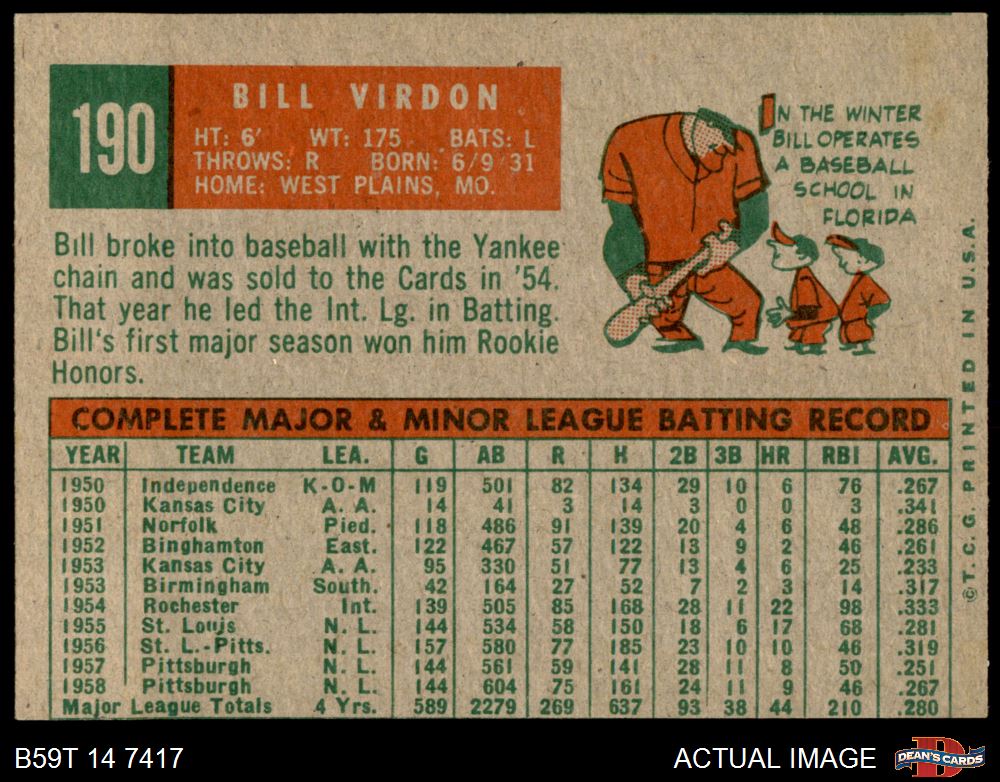 190
BILL VIRDON
HT: 6' WT: 175 BATS: L
THROWS: R BORN: 6/9/31
HOME: WEST PLAINS, MO.
Bill broke into baseball with the Yankee
chain and was sold to the Cards in '54.
That year he led the Int. Lg. in Batting.
Bill's first major season won him Rookie
Honors.
IN THE WINTER
BILL OPERATES
A BASEBALL
SCHOOL IN
FLORIDA
COMPLETE MAJOR & MINOR LEAGUE BATTING RECORD
YEAR TEAM LEA. G AB R H 2B 3B HR RBI AVG.
1950 Independence K-O-M 119 501 82 134 29 10 6 76 .267
1950 Kansas City A. A. 14 41 3 14 3 0 0 3 .341
1951 Norfolk Pied. 118 486 91 139 20 4 6 48 .286
1952 Binghamton East. 122 467 57 122 13 9 2 46 .261
1953 Kansas City A. A. 95 330 51 77 13 4 6 25 .233
1953 Birmingham South. 42 164 27 52 7 2 3 14 .317
1954 Rochester Int. 139 505 85 168 28 11 22 98 .333
1955 St. Louis N. L. 144 534 58 150 18 6 17 68 .281
1956 St. L.-Pitts. N. L. 157 580 77 185 23 10 10 46 .319
1957 Pittsburgh N. L. 144 561 59 141 28 11 8 50 .251
1958 Pittsburgh N. L. 144 604 75 161 24 11 9 46 .267
Major League Totals 4 Yrs. 589 2279 269 637 93 38 44 210 .280
©T. C. G. PRINTED IN U.S.A.
B59T 14 7417
ACTUAL IMAGE
DEAN'S CARDS